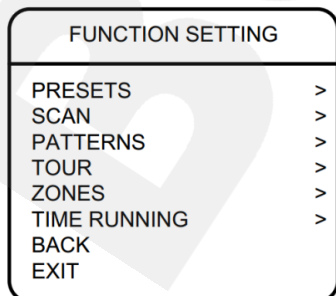 FUNCTION SETTING
PRESETS >
SCAN >
PATTERNS >
TOUR >
ZONES >
TIME RUNNING >
BACK
EXIT